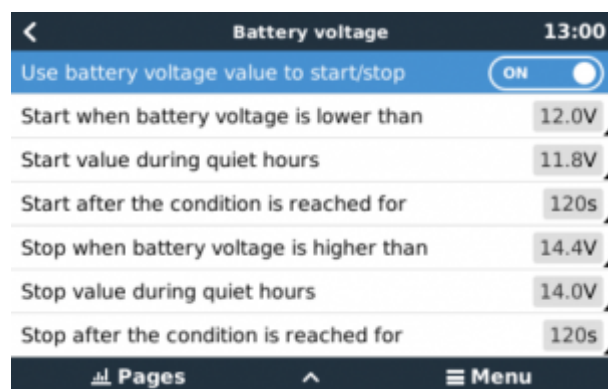 Battery voltage 13:00
Use battery voltage value to start/stop ON
Start when battery voltage is lower than 12.0V
Start value during quiet hours 11.8V
Start after the condition is reached for 120s
Stop when battery voltage is higher than 14.4V
Stop value during quiet hours 14.0V
Stop after the condition is reached for 120s
Pages Menu